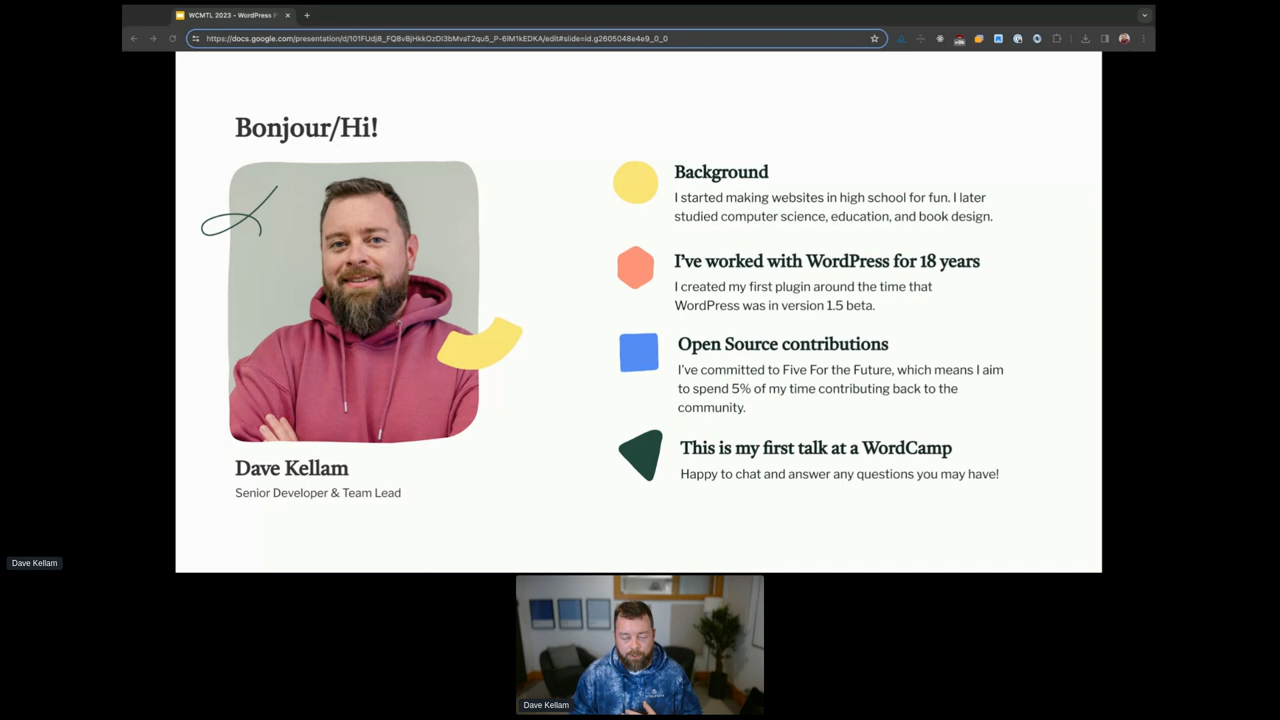 WCMTL 2023 - WordPress P
https://docs.google.com/presentation/d/101FUdj8_FQ8vBjHkkOzDI3bMvaT2qu5_P-6lM1kEDKA/edit#slide=id.g2605048e4e9_0_0
Bonjour/Hi!
Background
I started making websites in high school for fun. I later
studied computer science, education, and book design.
I've worked with WordPress for 18 years
I created my first plugin around the time that
WordPress was in version 1.5 beta.
Open Source contributions
I've committed to Five For the Future, which means I aim
to spend 5% of my time contributing back to the
community.
This is my first talk at a WordCamp
Happy to chat and answer any questions you may have!
Dave Kellam
Senior Developer & Team Lead
Dave Kellam
Dave Kellam